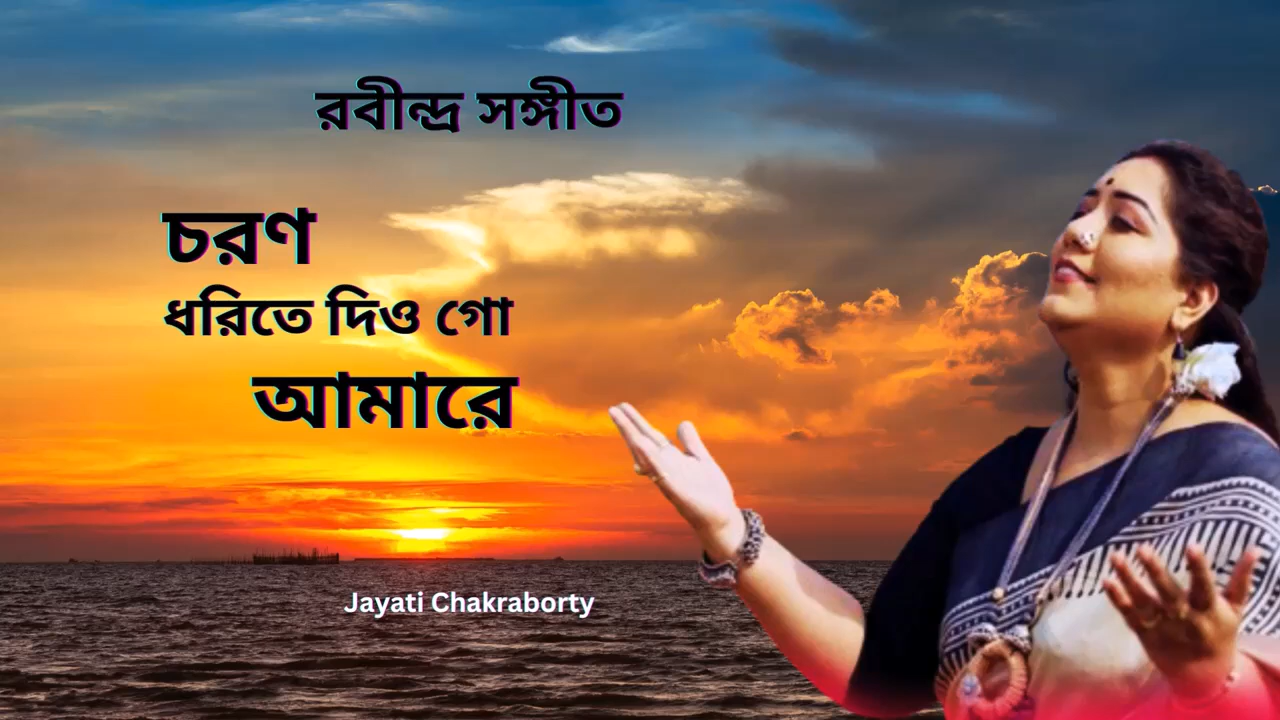 রবীন্দ্র সঙ্গীত
চরণ
ধরিতে দিও গো
আমারে
Jayati Chakraborty